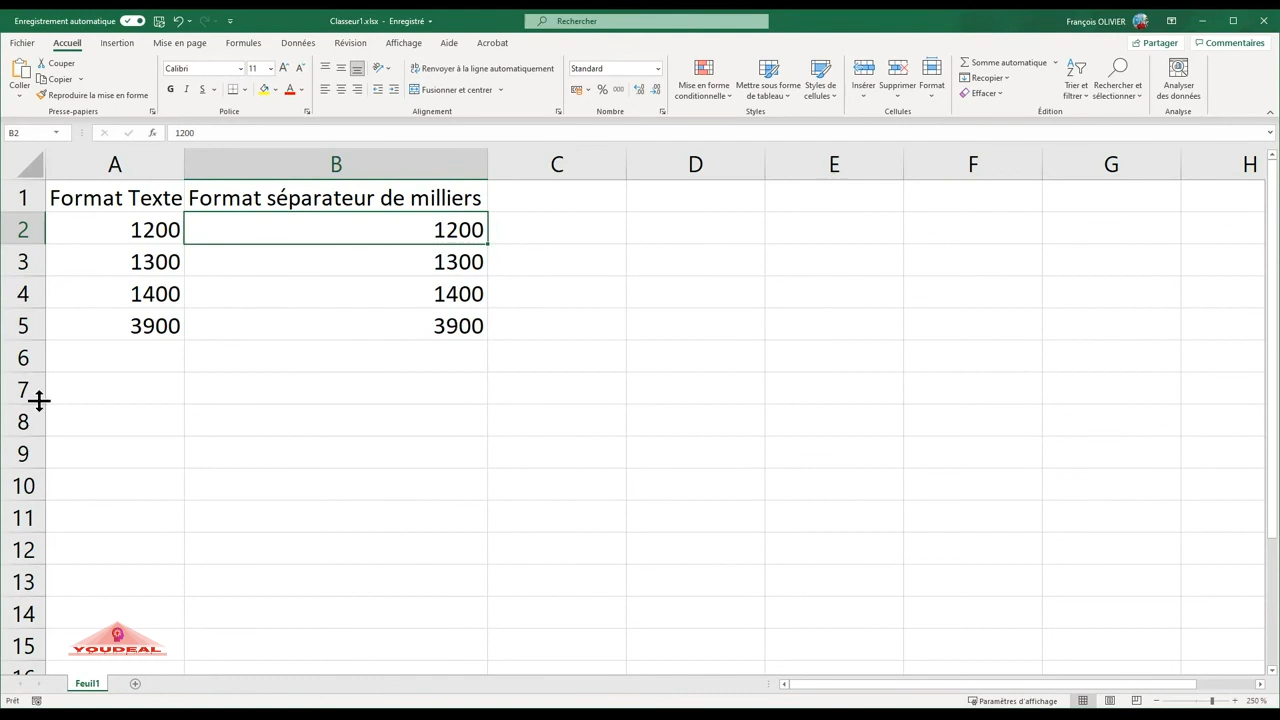 Enregistrement automatique
Classeur1.xlsx - Enregistré
Rechercher
François OLIVIER
Fichier Accueil Insertion Mise en page Formules Données Révision Affichage Aide Acrobat
Partager Commentaires
Coller
Couper
Copier
Reproduire la mise en forme
Presse-papiers
Calibri 11
G I S
Police
Renvoyer à la ligne automatiquement
Fusionner et centrer
Alignement
Standard
% 000
Nombre
Mise en forme conditionnelle
Mettre sous forme de tableau
Styles de cellules
Styles
Insérer Supprimer Format
Cellules
Somme automatique
Recopier
Effacer
Trier et filtrer
Rechercher et sélectionner
Édition
Analyser des données
Analyse
B2 fx 1200
A B C D E F G H
1 Format Texte Format séparateur de milliers
2 1200 1200
3 1300 1300
4 1400 1400
5 3900 3900
6
7
8
9
10
11
12
13
14
15
YOUDEAL
Feuil1
Prêt
Paramètres d'affichage
250 %